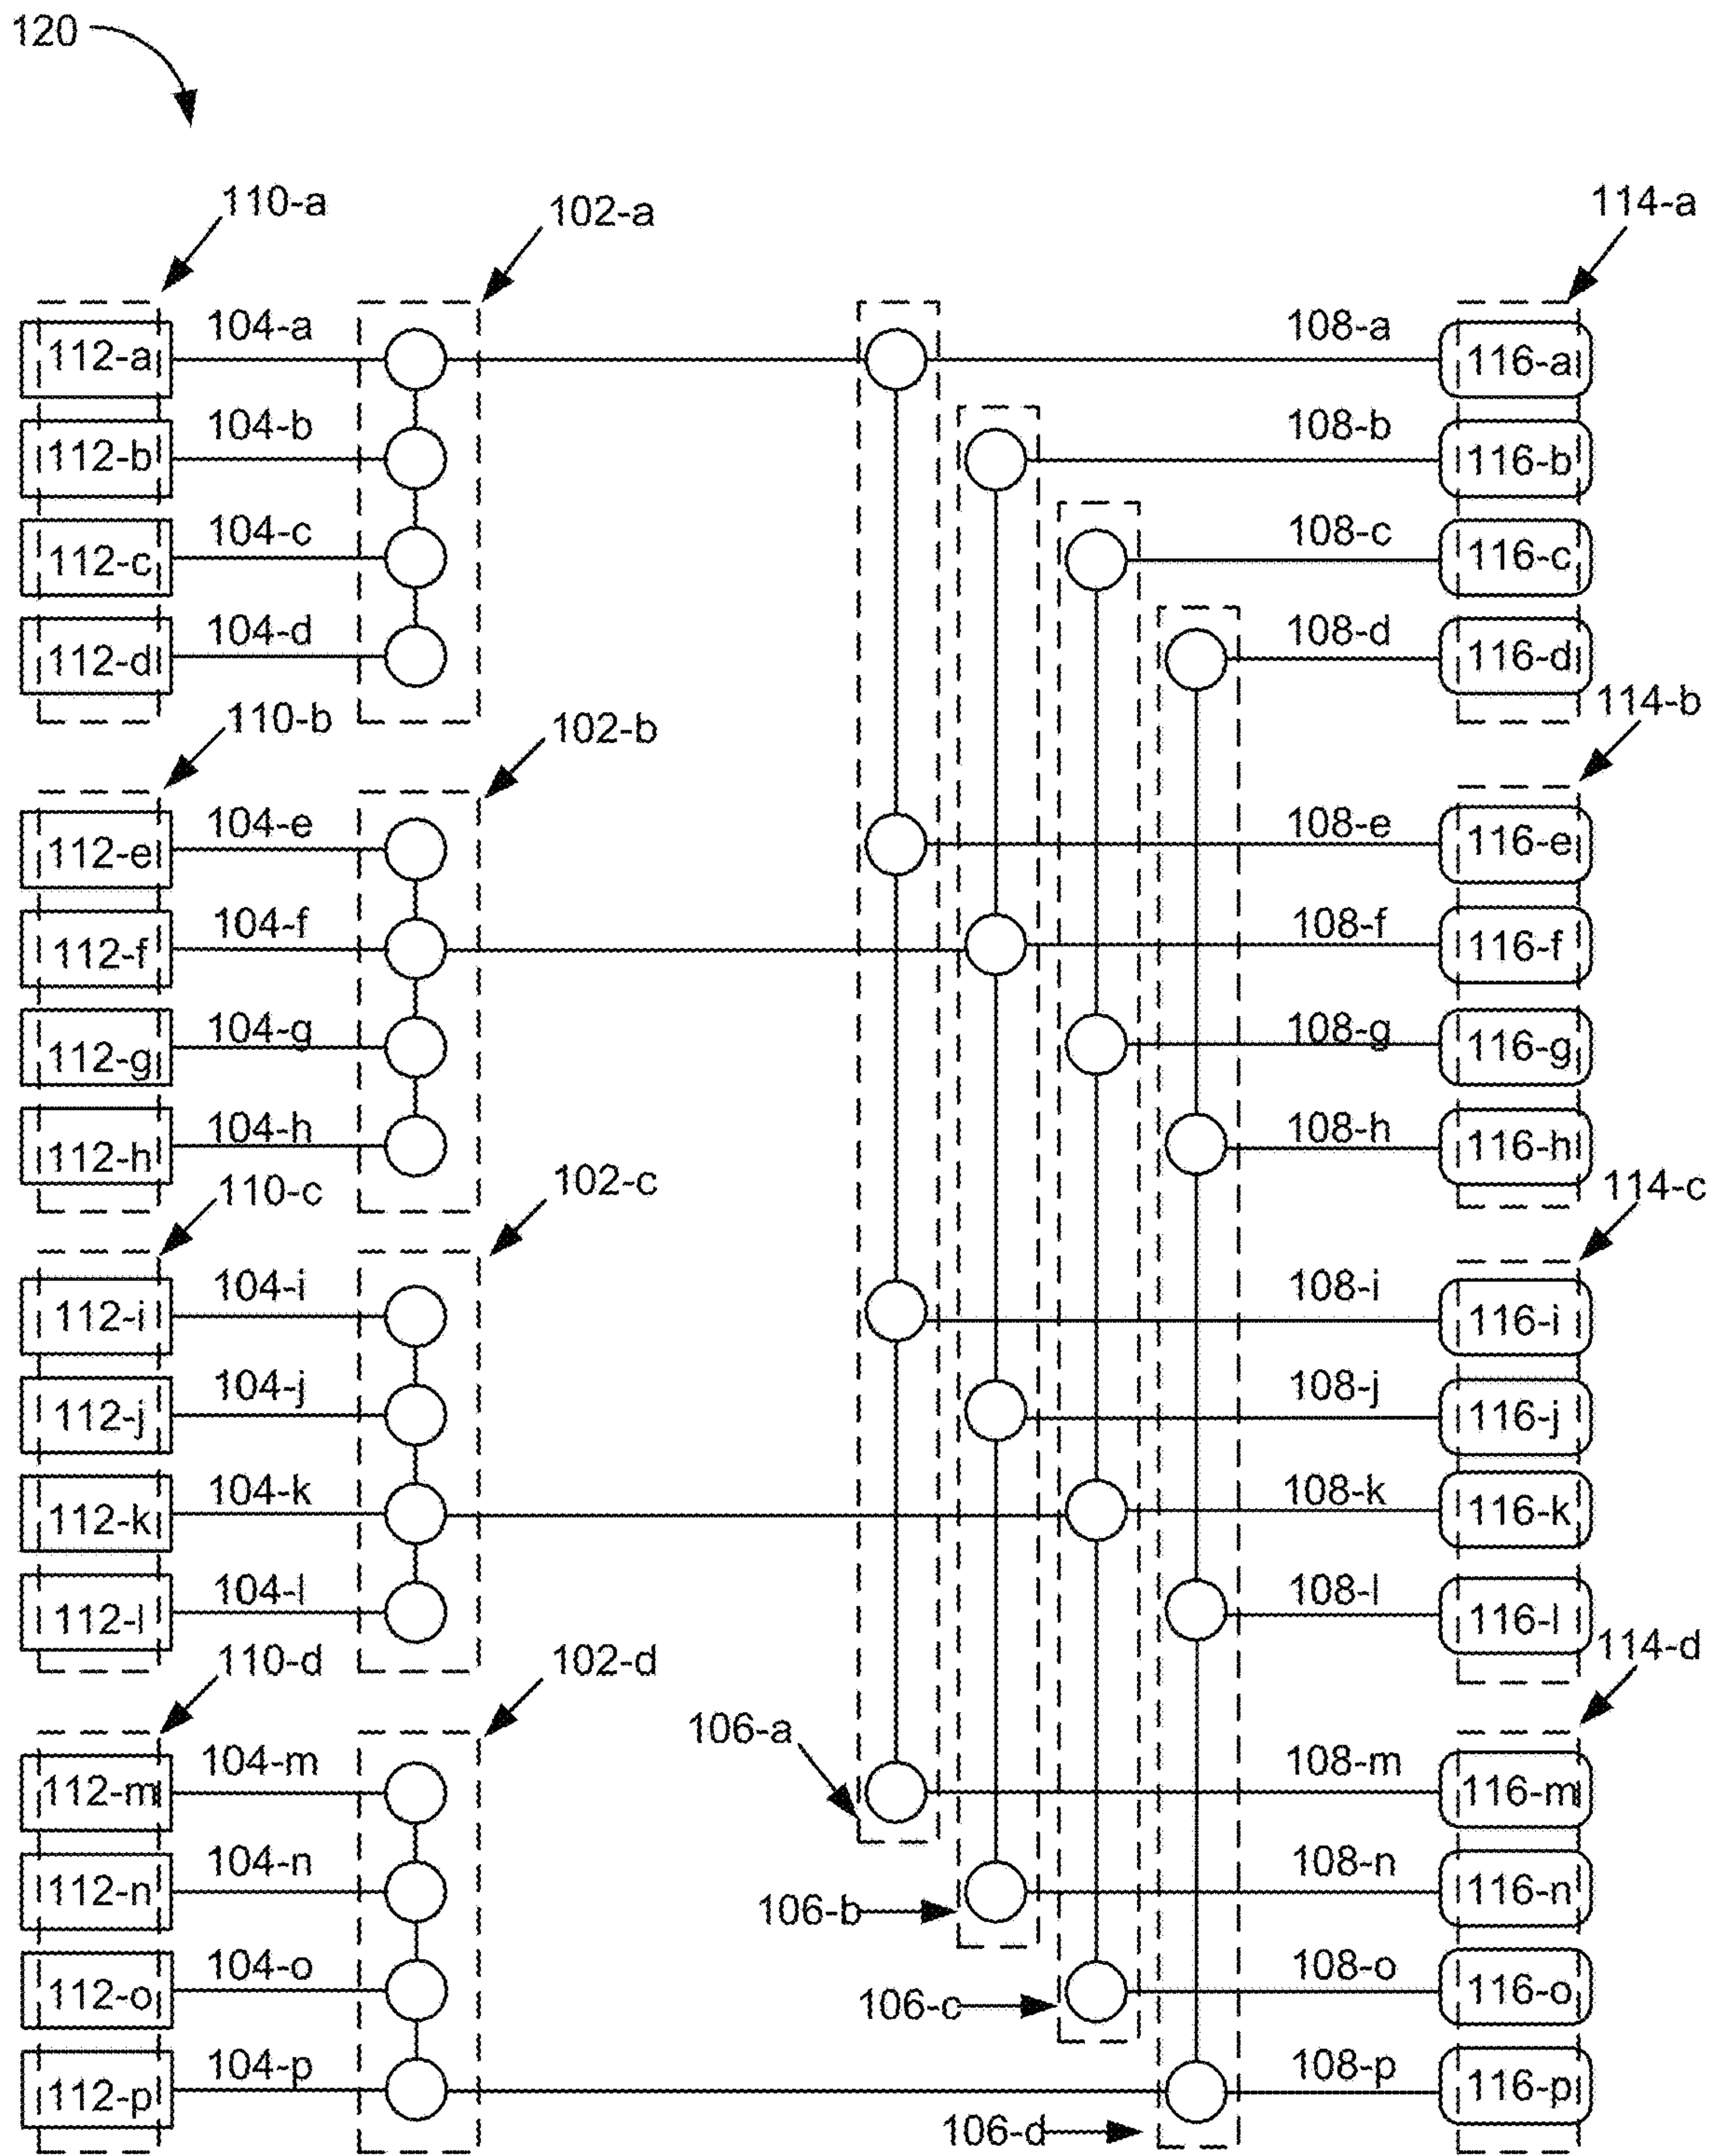 120
110-a 102-a 114-a
112-a 104-a 108-a 116-a
112-b 104-b 108-b 116-b
112-c 104-c 108-c 116-c
112-d 104-d 108-d 116-d
110-b 102-b 114-b
112-e 104-e 108-e 116-e
112-f 104-f 108-f 116-f
112-g 104-g 108-g 116-g
112-h 104-h 108-h 116-h
110-c 102-c 114-c
112-i 104-i 108-i 116-i
112-j 104-j 108-j 116-j
112-k 104-k 108-k 116-k
112-l 104-l 108-l 116-l
110-d 102-d 114-d
106-a
112-m 104-m 108-m 116-m
112-n 104-n 108-n 116-n
106-b
112-o 104-o 108-o 116-o
106-c
112-p 104-p 108-p 116-p
106-d